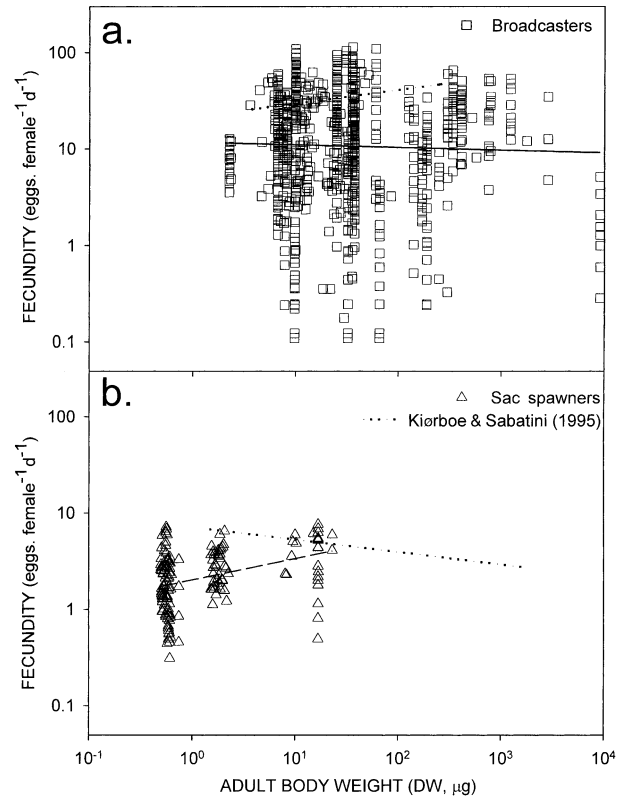 a.
Broadcasters
100
10
1
0.1
FECUNDITY (eggs. female⁻¹ d⁻¹)
b.
Sac spawners
Kiørboe & Sabatini (1995)
100
10
1
0.1
FECUNDITY (eggs. female⁻¹ d⁻¹)
10⁻¹ 10⁰ 10¹ 10² 10³ 10⁴
ADULT BODY WEIGHT (DW, µg)